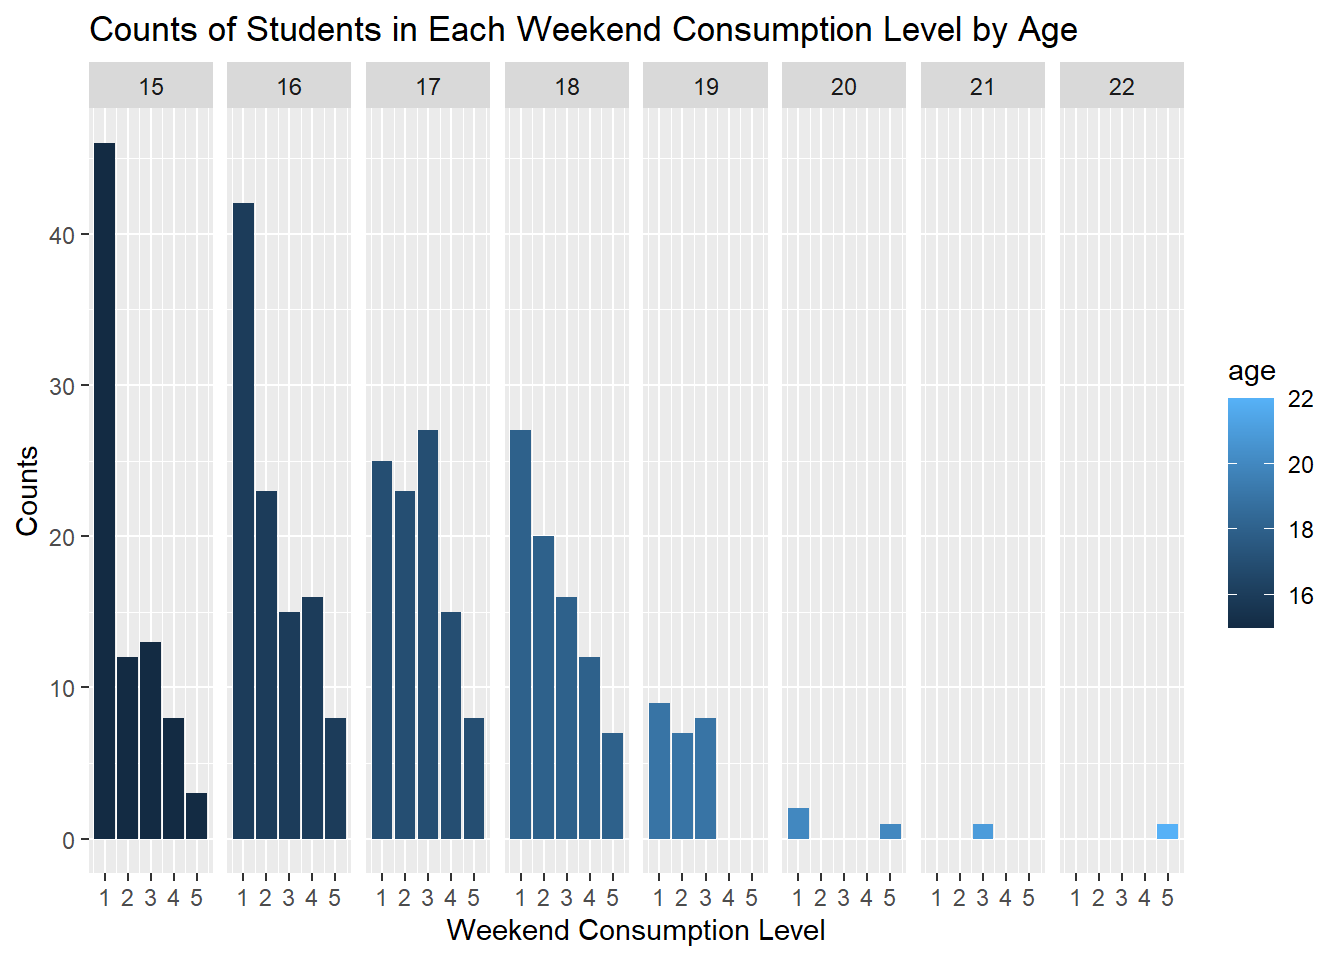 Counts of Students in Each Weekend Consumption Level by Age
15 16 17 18 19 20 21 22
40
30
20
10
0
Counts
1 2 3 4 5 1 2 3 4 5 1 2 3 4 5 1 2 3 4 5 1 2 3 4 5 1 2 3 4 5 1 2 3 4 5 1 2 3 4 5
Weekend Consumption Level
age
22
20
18
16